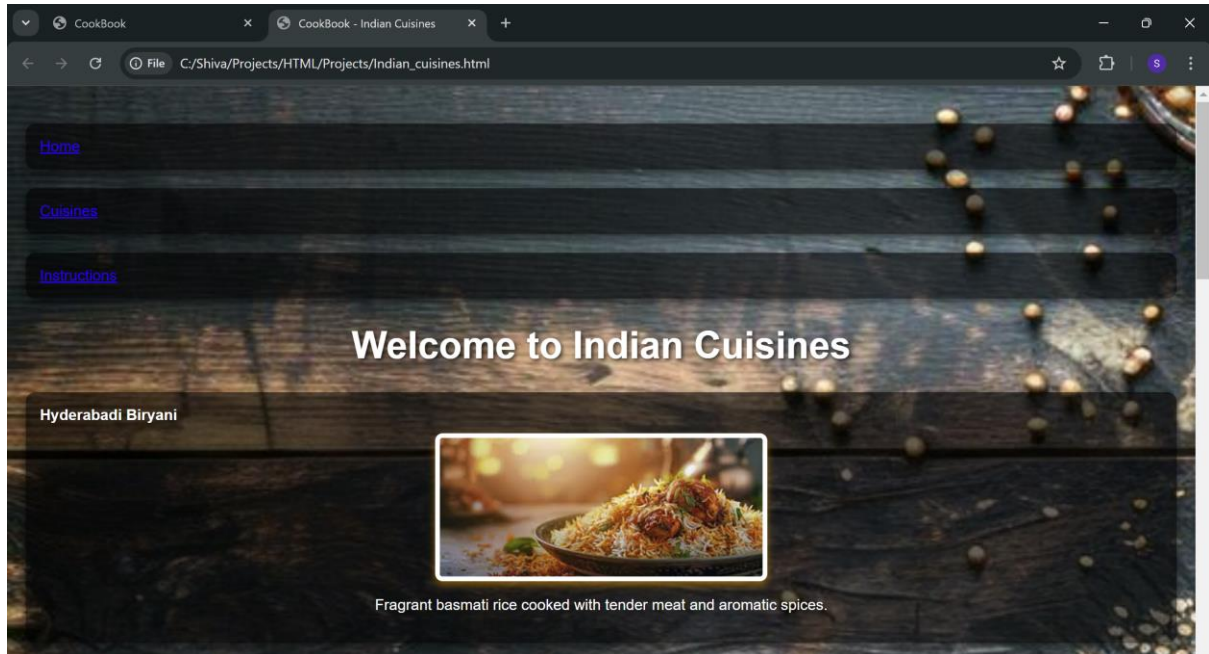 CookBook
CookBook - Indian Cuisines
File C:/Shiva/Projects/HTML/Projects/Indian_cuisines.html
S
Home
Cuisines
Instructions
Welcome to Indian Cuisines
Hyderabadi Biryani
Fragrant basmati rice cooked with tender meat and aromatic spices.